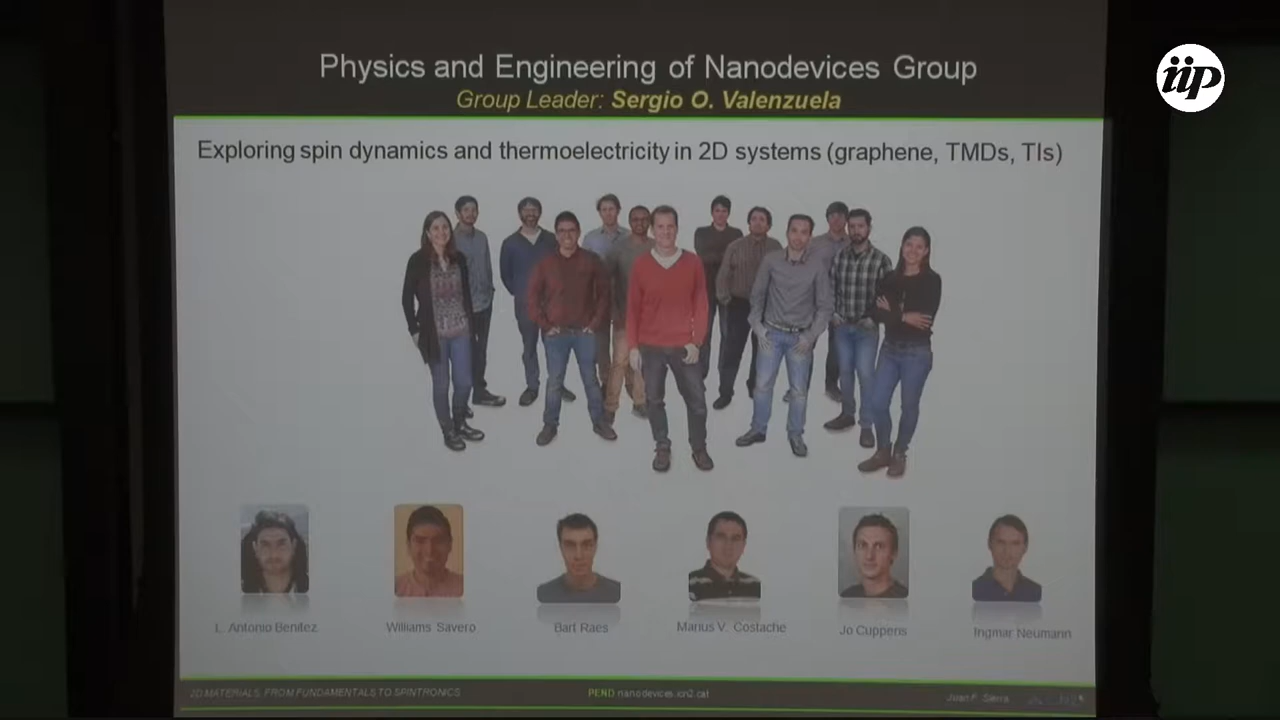 Physics and Engineering of Nanodevices Group
Group Leader: Sergio O. Valenzuela
iip
Exploring spin dynamics and thermoelectricity in 2D systems (graphene, TMDs, TIs)
L. Antonio Benitez
Williams Savero
Bart Raes
Marius V. Costache
Jo Cuppens
Ingmar Neumann
2D MATERIALS, FROM FUNDAMENTALS TO SPINTRONICS
PEND nanodevices.icn2.cat
Juan F. Sierra